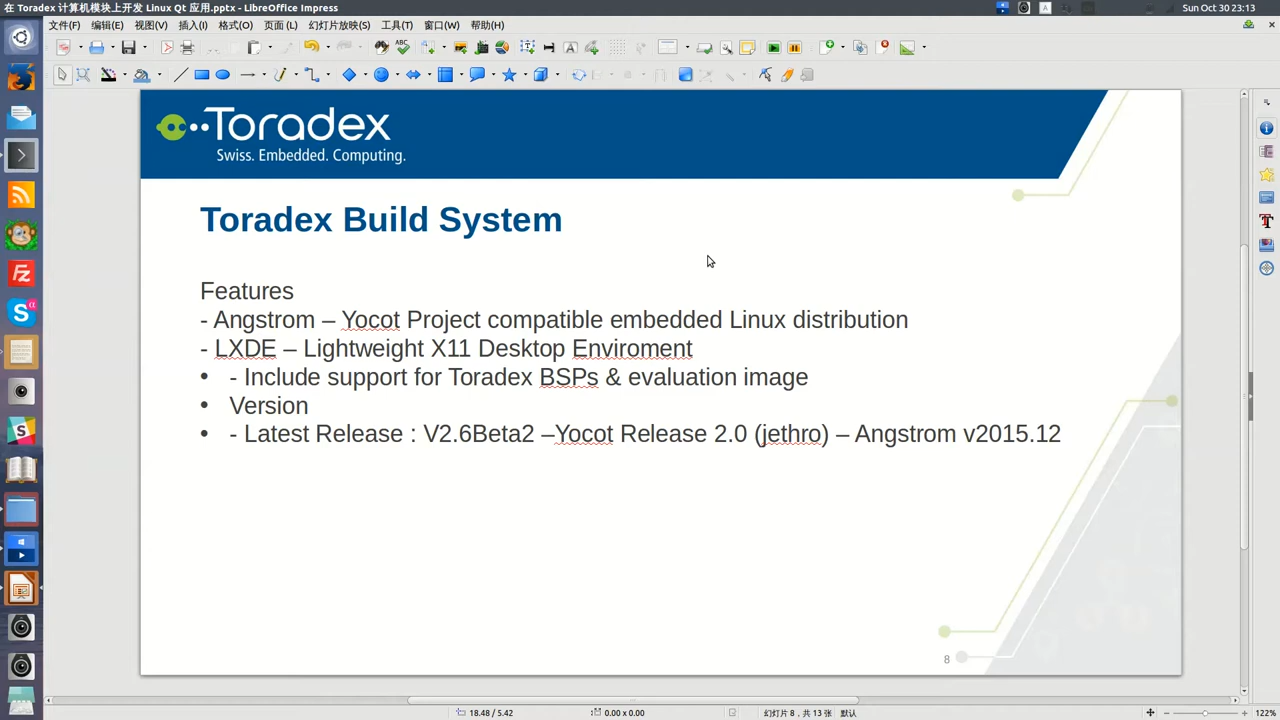 在 Toradex 计算机模块上开发 Linux Qt 应用.pptx - LibreOffice Impress
Sun Oct 30 23:13
文件(F) 编辑(E) 视图(V) 插入(I) 格式(O) 页面 (L) 幻灯片放映(S) 工具(T) 窗口(W) 帮助(H)
Toradex
Swiss. Embedded. Computing.
Toradex Build System
Features
- Angstrom – Yocot Project compatible embedded Linux distribution
- LXDE – Lightweight X11 Desktop Enviroment
• - Include support for Toradex BSPs & evaluation image
• Version
• - Latest Release : V2.6Beta2 –Yocot Release 2.0 (jethro) – Angstrom v2015.12
8
18.48 / 5.42 0.00 x 0.00 幻灯片 8，共 13 张 默认 122%